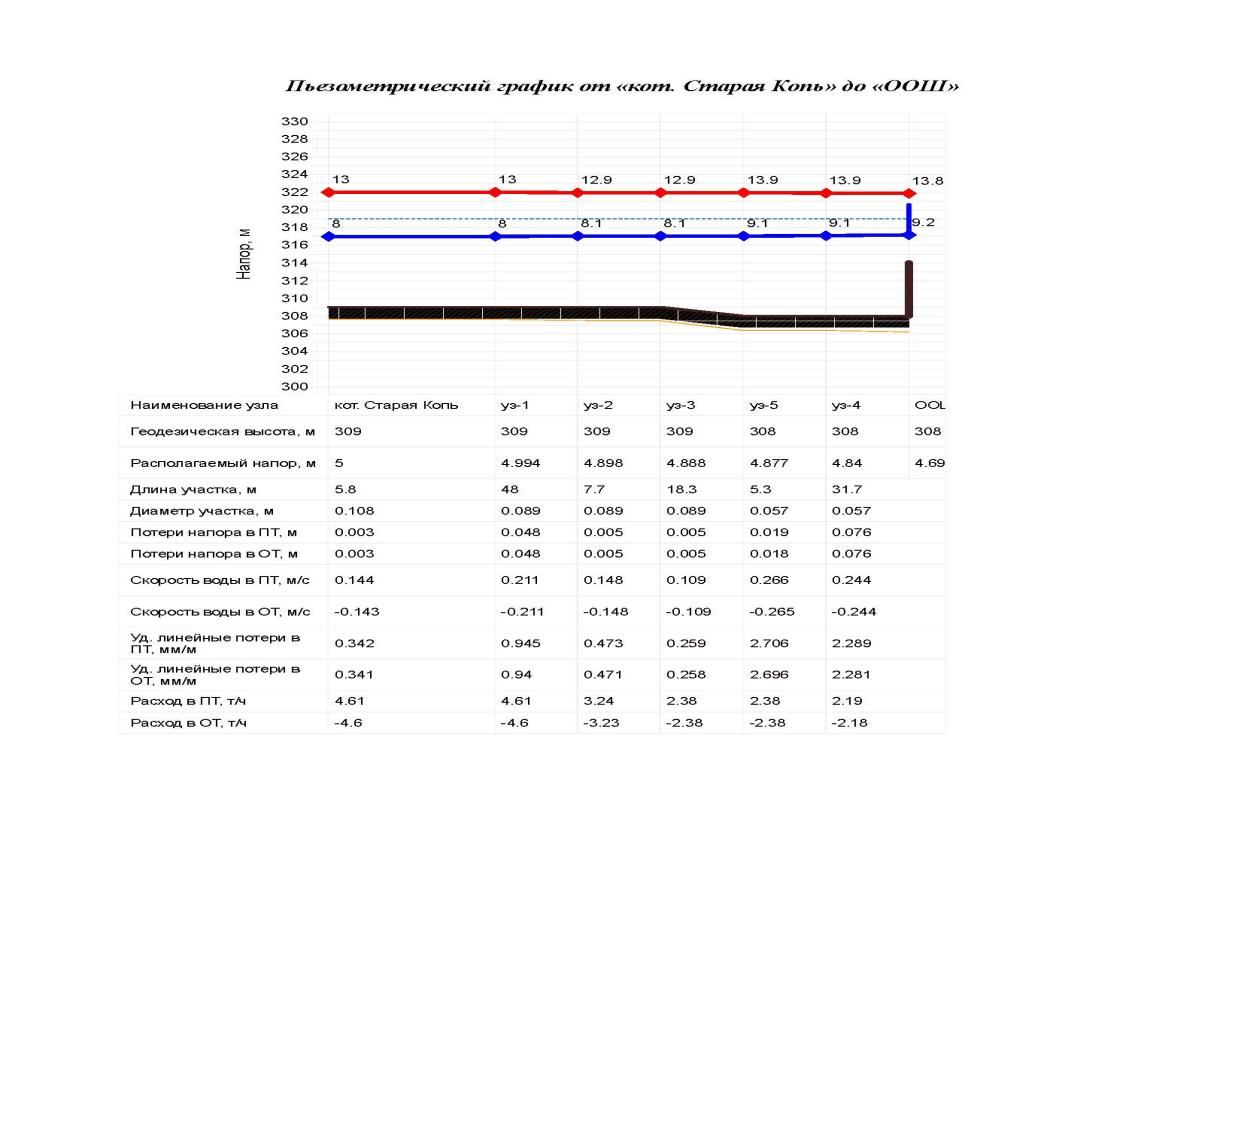 Пьезометрический график от «кот. Старая Копь» до «ООШ»
330
328
326
324
322
320
318
316
314
312
310
308
306
304
302
300
Напор, м
13 13 12.9 12.9 13.9 13.9 13.8
8 8 8.1 8.1 9.1 9.1 9.2
Наименование узла кот. Старая Копь уз-1 уз-2 уз-3 уз-5 уз-4
Геодезическая высота, м 309 309 309 309 308 308 308
Располагаемый напор, м 5 4.994 4.898 4.888 4.877 4.84 4.69
Длина участка, м 5.8 48 7.7 18.3 5.3 31.7
Диаметр участка, м 0.108 0.089 0.089 0.089 0.057 0.057
Потери напора в ПТ, м 0.003 0.048 0.005 0.005 0.019 0.076
Потери напора в ОТ, м 0.003 0.048 0.005 0.005 0.018 0.076
Скорость воды в ПТ, м/с 0.144 0.211 0.148 0.109 0.266 0.244
Скорость воды в ОТ, м/с -0.143 -0.211 -0.148 -0.109 -0.265 -0.244
Уд. линейные потери в
ПТ, мм/м 0.342 0.945 0.473 0.259 2.706 2.289
Уд. линейные потери в
ОТ, мм/м 0.341 0.94 0.471 0.258 2.696 2.281
Расход в ПТ, т/ч 4.61 4.61 3.24 2.38 2.38 2.19
Расход в ОТ, т/ч -4.6 -4.6 -3.23 -2.38 -2.38 -2.18